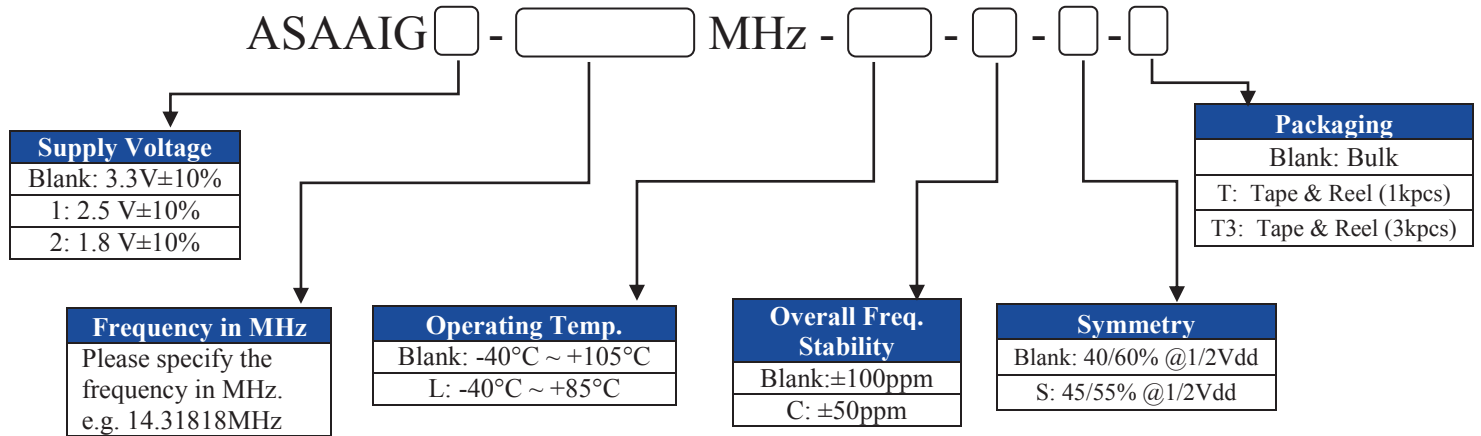 ASAAIG - MHz - - - -
Supply Voltage
Blank: 3.3V±10%
1: 2.5 V±10%
2: 1.8 V±10%
Frequency in MHz
Please specify the
frequency in MHz.
e.g. 14.31818MHz
Operating Temp.
Blank: -40°C ~ +105°C
L: -40°C ~ +85°C
Overall Freq.
Stability
Blank:±100ppm
C: ±50ppm
Symmetry
Blank: 40/60% @1/2Vdd
S: 45/55% @1/2Vdd
Packaging
Blank: Bulk
T: Tape & Reel (1kpcs)
T3: Tape & Reel (3kpcs)